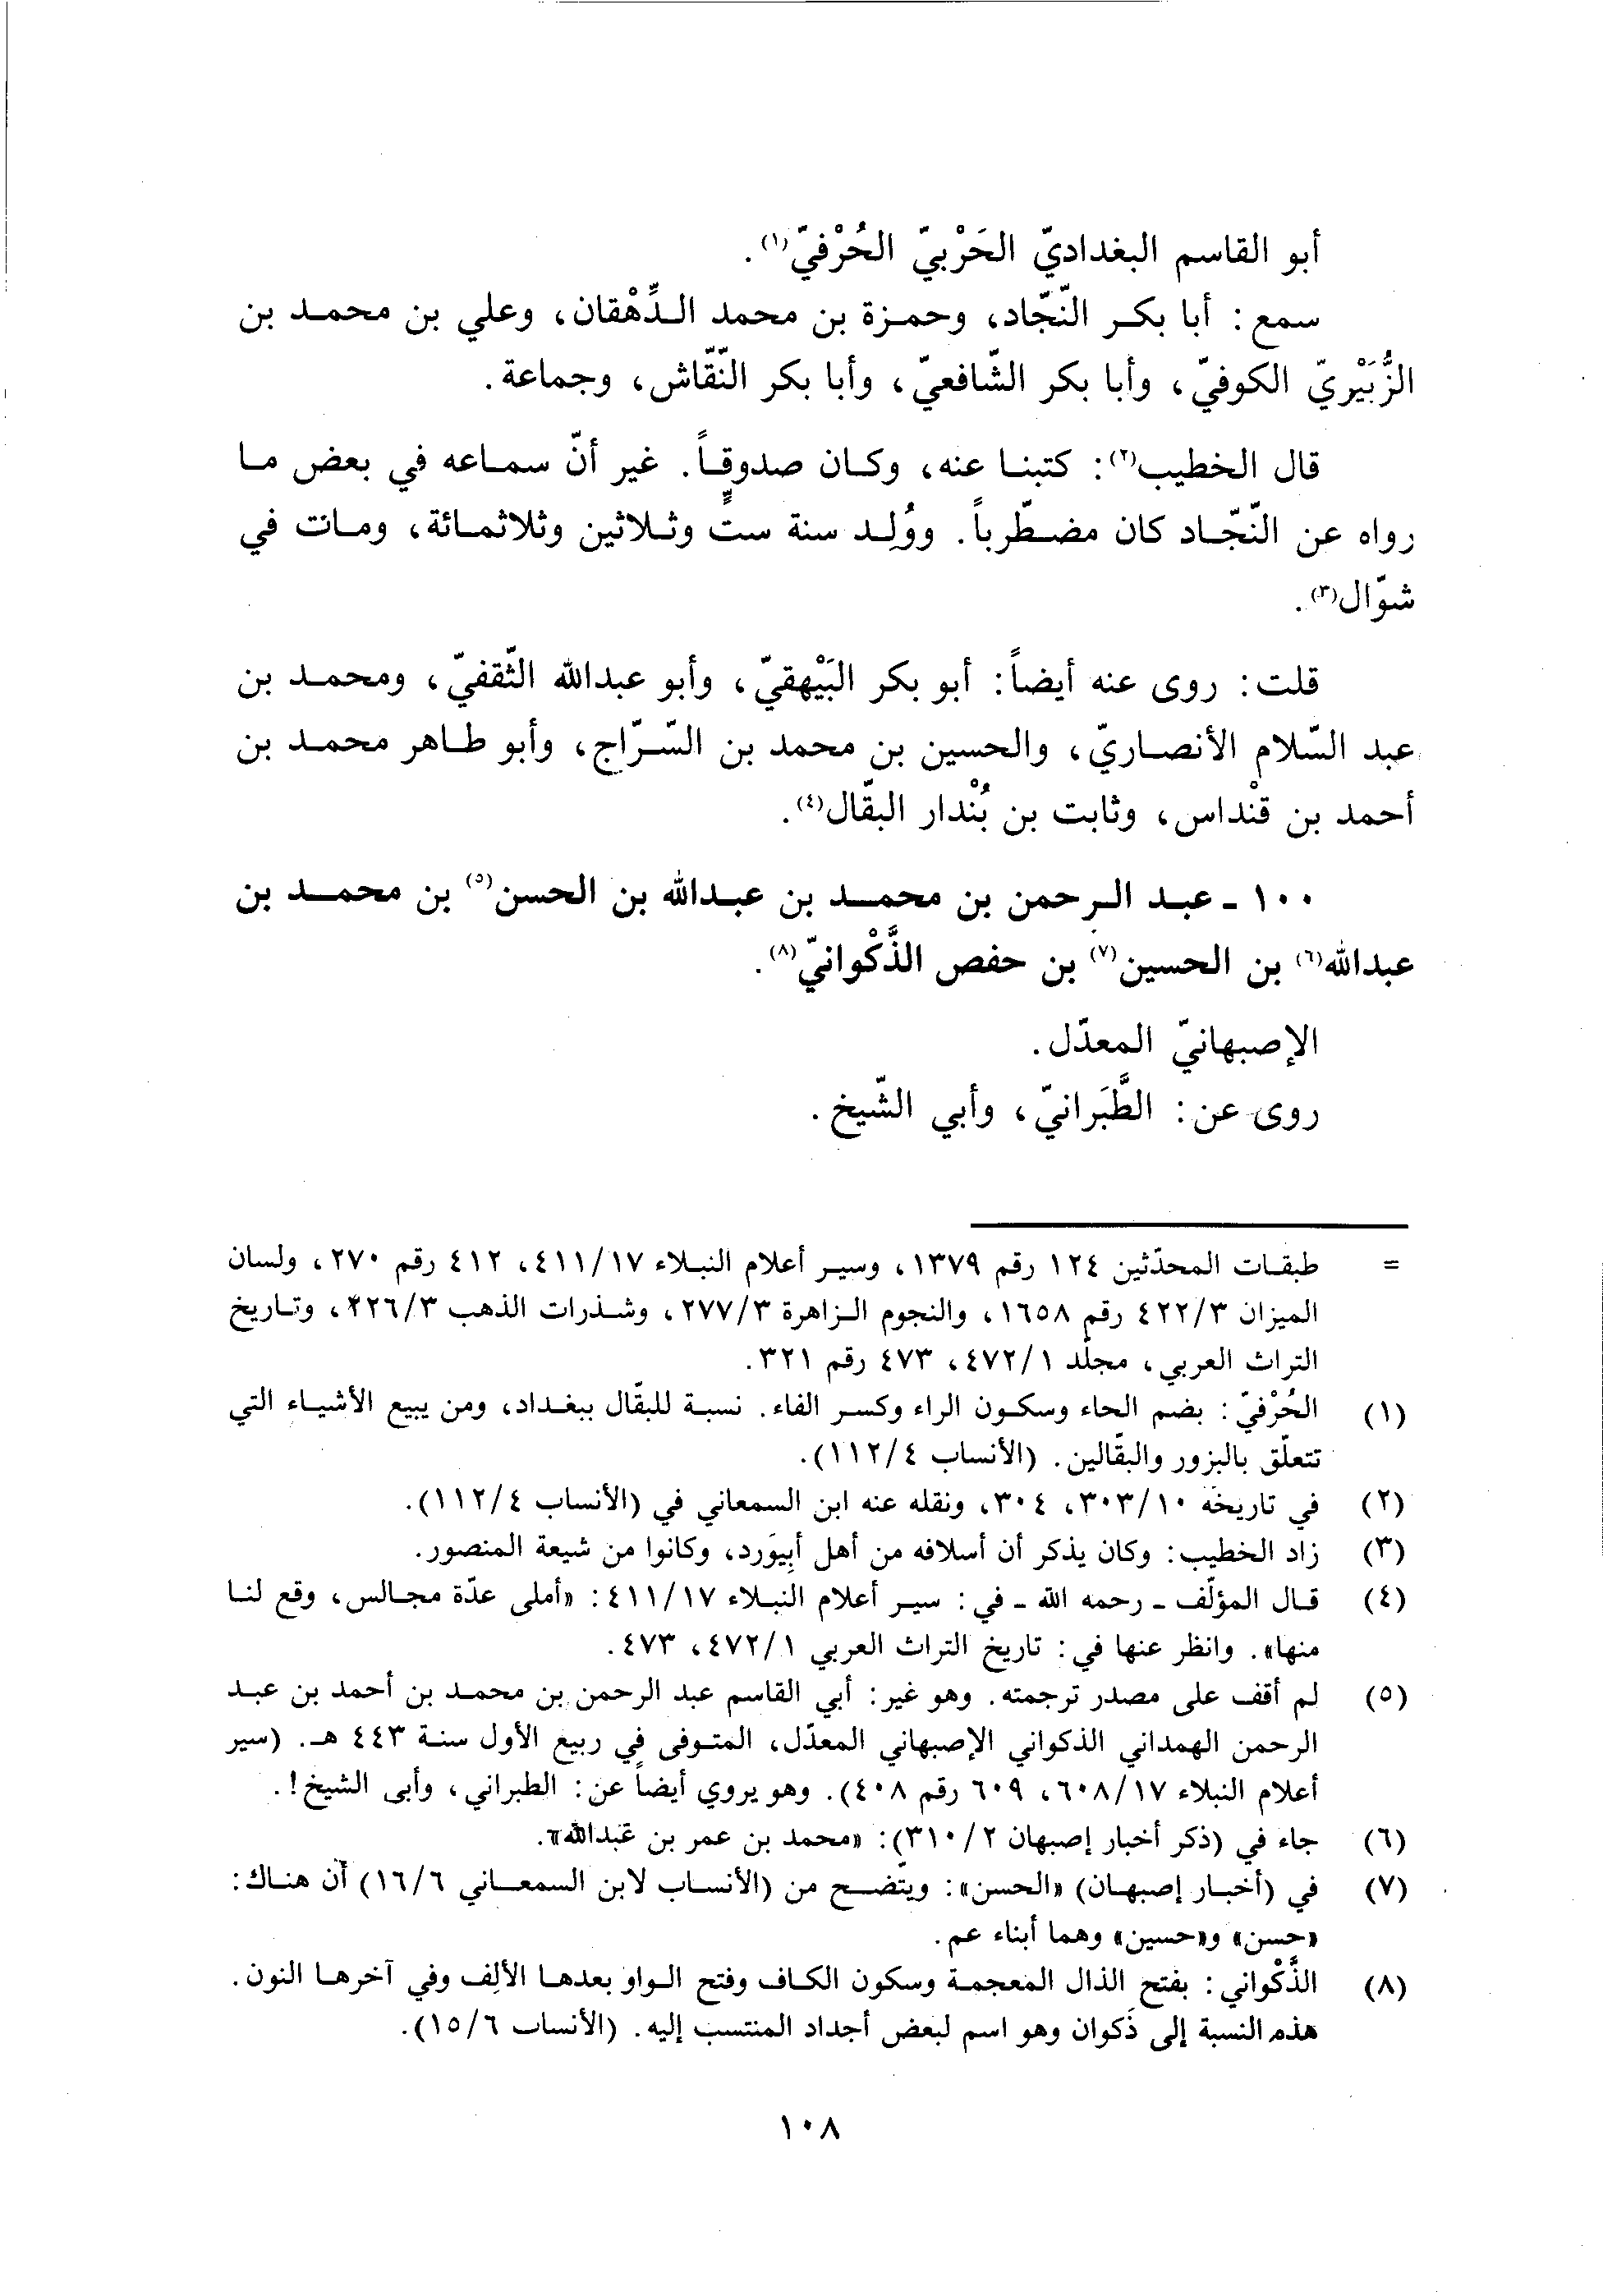 أبو القاسم البغداديّ الحَرْبيّ الحُرْفيّ(١).
سمع: أبا بكر النّجّاد، وحمزة بن محمد الدِّهْقان، وعلي بن محمد بن
الزُّبَيْريّ الكوفيّ، وأبا بكر الشّافعيّ، وأبا بكر النّقّاش، وجماعة.
قال الخطيب(٢): كتبنا عنه، وكان صدوقاً. غير أنّ سماعه في بعض ما
رواه عن النّجّاد كان مضطّرباً. ووُلِد سنة ستٍّ وثلاثين وثلاثمائة، ومات في
شوّال(٣).
قلت: روى عنه أيضاً: أبو بكر البَيْهقيّ، وأبو عبدالله الثّقفيّ، ومحمد بن
عبد السّلام الأنصاريّ، والحسين بن محمد بن السّرّاج، وأبو طاهر محمد بن
أحمد بن قنْداس، وثابت بن بُنْدار البقّال(٤).
١٠٠ - عبد الرحمن بن محمد بن عبدالله بن الحسن(٥) بن محمد بن
عبدالله(٦) بن الحسين(٧) بن حفص الذَّكْوانيّ(٨).
الإصبهانيّ المعدّل.
روى عن: الطَّبَرانيّ، وأبي الشّيخ.
= طبقات المحدّثين ١٢٤ رقم ١٣٧٩، وسير أعلام النبلاء ٤١١/١٧، ٤١٢ رقم ٢٧٠، ولسان
الميزان ٤٢٢/٣ رقم ١٦٥٨، والنجوم الزاهرة ٢٧٧/٣، وشذرات الذهب ٢٢٦/٣، وتاريخ
التراث العربي، مجلّد ٤٧٢/١، ٤٧٣ رقم ٣٢١.
(١) الحُرْفيّ: بضم الحاء وسكون الراء وكسر الفاء. نسبة للبقّال ببغداد، ومن يبيع الأشياء التي
تتعلّق بالبزور والبقّالين. (الأنساب ١١٢/٤).
(٢) في تاريخه ٣٠٣/١٠، ٣٠٤، ونقله عنه ابن السمعاني في (الأنساب ١١٢/٤).
(٣) زاد الخطيب: وكان يذكر أن أسلافه من أهل أبِيوَرد، وكانوا من شيعة المنصور.
(٤) قال المؤلّف - رحمه الله - في: سير أعلام النبلاء ٤١١/١٧: «أملى عدّة مجالس، وقع لنا
منها». وانظر عنها في: تاريخ التراث العربي ٤٧٢/١، ٤٧٣.
(٥) لم أقف على مصدر ترجمته. وهو غير: أبي القاسم عبد الرحمن بن محمد بن أحمد بن عبد
الرحمن الهمداني الذكواني الإصبهاني المعدّل، المتوفى في ربيع الأول سنة ٤٤٣ هـ. (سير
أعلام النبلاء ٦٠٨/١٧، ٦٠٩ رقم ٤٠٨). وهو يروي أيضاً عن: الطبراني، وأبى الشيخ!.
(٦) جاء في (ذكر أخبار إصبهان ٣١٠/٢): «محمد بن عمر بن عبدالله».
(٧) في (أخبار إصبهان) «الحسن»: ويتّضح من (الأنساب لابن السمعاني ١٦/٦) أن هناك:
«حسن» و«حسين» وهما أبناء عم.
(٨) الذَّكْواني: بفتح الذال المعجمة وسكون الكاف وفتح الواو بعدها الألِف وفي آخرها النون.
هذه النسبة إلى ذَكوان وهو اسم لبعض أجداد المنتسب إليه. (الأنساب ١٥/٦).
١٠٨